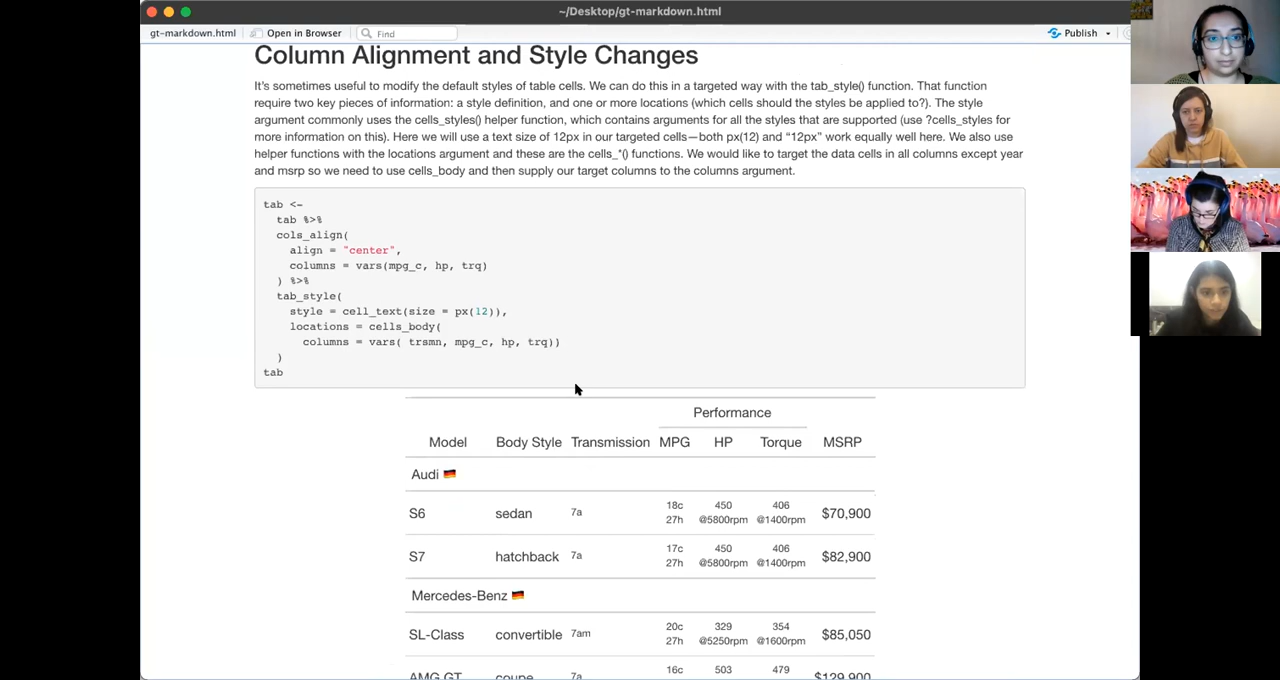 ~/Desktop/gt-markdown.html
gt-markdown.html Open in Browser Find Publish
Column Alignment and Style Changes
It's sometimes useful to modify the default styles of table cells. We can do this in a targeted way with the tab_style() function. That function
require two key pieces of information: a style definition, and one or more locations (which cells should the styles be applied to?). The style
argument commonly uses the cells_styles() helper function, which contains arguments for all the styles that are supported (use ?cells_styles for
more information on this). Here we will use a text size of 12px in our targeted cells—both px(12) and “12px” work equally well here. We also use
helper functions with the locations argument and these are the cells_*() functions. We would like to target the data cells in all columns except year
and msrp so we need to use cells_body and then supply our target columns to the columns argument.
tab <-
tab %>%
cols_align(
align = "center",
columns = vars(mpg_c, hp, trq)
) %>%
tab_style(
style = cell_text(size = px(12)),
locations = cells_body(
columns = vars( trsmn, mpg_c, hp, trq))
)
tab
Performance
Model Body Style Transmission MPG HP Torque MSRP
Audi
S6 sedan 7a 18c 450 406 $70,900
27h @5800rpm @1400rpm
S7 hatchback 7a 17c 450 406 $82,900
27h @5800rpm @1400rpm
Mercedes-Benz
SL-Class convertible 7am 20c 329 354 $85,050
27h @5250rpm @1600rpm
AMG GT coupe 7a 16c 503 479 $129,900